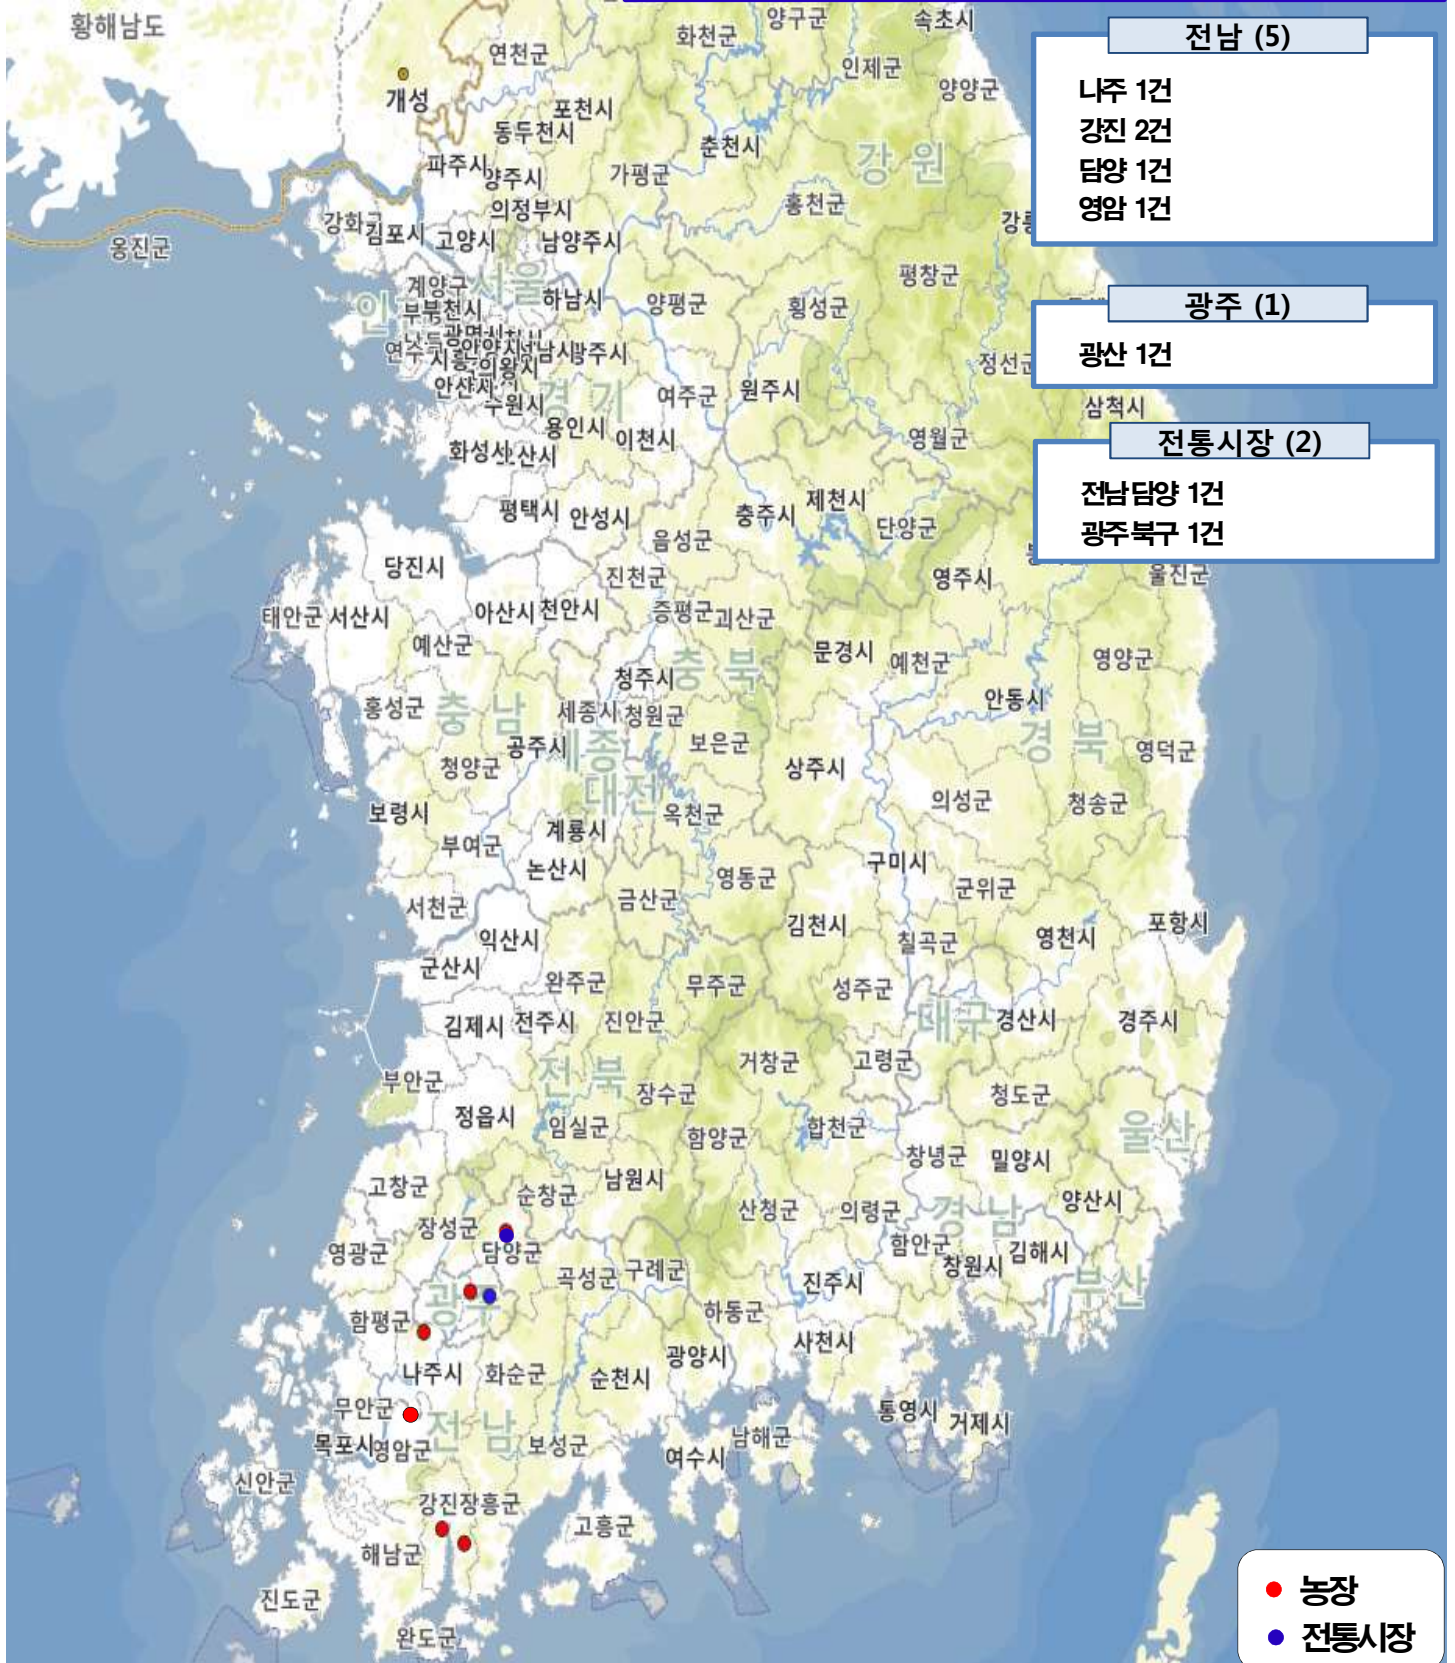 황해남도
양구군
속초시
화천군
연천군
인제군
양양군
개성
포천시
동두천시
춘천시
강원
파주시
양주시
가평군
홍천군
의정부시
강화군
김포시
고양시
남양주시
옹진군
평창군
계양구
서울
하남시
양평군
횡성군
부천시
광명시
안양시
광주시
의왕시
정선군
안산시
수원시
경기
여주군
원주시
삼척시
용인시
이천시
영월군
화성시
오산시
평택시
안성시
충주시
제천시
단양군
음성군
당진시
진천군
영주시
울진군
태안군
서산시
아산시
천안시
증평군
괴산군
예산군
문경시
예천군
영양군
청주시
충북
안동시
홍성군
충남
세종시
청원군
보은군
경북
영덕군
공주시
세종
청양군
상주시
대전
의성군
청송군
보령시
옥천군
계룡시
부여군
논산시
영동군
구미시
군위군
서천군
금산군
김천시
익산시
칠곡군
영천시
포항시
군산시
완주군
무주군
성주군
김제시
전주시
진안군
대구
경산시
경주시
거창군
고령군
부안군
전북
장수군
청도군
정읍시
임실군
함양군
합천군
울산
창녕군
밀양시
고창군
순창군
남원시
산청군
의령군
경남
양산시
장성군
영광군
담양군
함안군
김해시
곡성군
구례군
진주시
창원시
부산
광주
함평군
하동군
사천시
나주시
화순군
순천시
광양시
무안군
통영시
거제시
목포시
영암군
전남
보성군
여수시
남해군
신안군
강진
장흥군
고흥군
해남군
진도군
완도군
전남 (5)
나주 1건
강진 2건
담양 1건
영암 1건
광주 (1)
광산 1건
전통시장 (2)
전남담양 1건
광주북구 1건
농장
전통시장